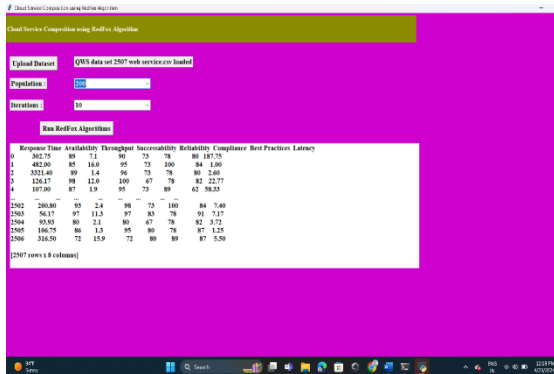 Cloud Service Composition using RedFox Algorithm
Cloud Service Composition using RedFox Algorithm
Upload Dataset QWS data set 2507 web service.csv loaded
Population : 200
Iterations : 10
Run RedFox Algorithms
Response Time Availability Throughput Successability Reliability Compliance Best Practices Latency
0 302.75 89 7.1 90 73 78 80 187.75
1 482.00 85 16.0 95 73 100 84 1.00
2 3321.40 89 1.4 96 73 78 80 2.60
3 126.17 98 12.0 100 67 78 82 22.77
4 107.00 87 1.9 95 73 89 62 58.33
... ... ... ... ... ... ... ... ...
2502 200.80 93 2.4 98 73 100 84 7.40
2503 56.17 97 11.3 97 83 78 91 7.17
2504 93.93 80 2.1 80 67 78 82 3.72
2505 106.75 86 1.3 95 80 78 87 1.25
2506 316.50 72 15.9 72 80 89 87 5.50
[2507 rows x 8 columns]
Sunny
Search
ENG
IN